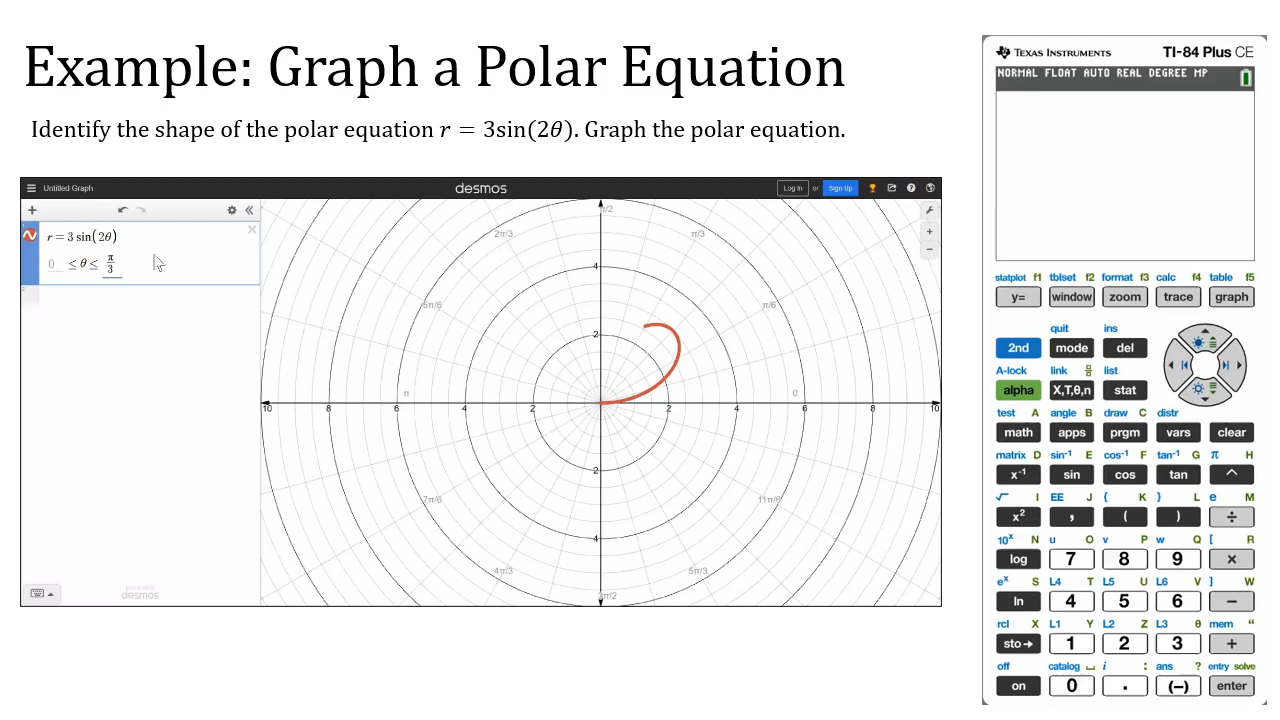 Example: Graph a Polar Equation
Identify the shape of the polar equation r = 3sin(2θ). Graph the polar equation.
Untitled Graph
desmos
Log In or Sign Up
r = 3 sin(2θ)
0 ≤ θ ≤ π/3
powered by
desmos
π/2
2π/3 π/3
5π/6 π/6
π 0
7π/6 11π/6
4π/3 5π/3
3π/2
10 8 6 4 2 2 4 6 8 10
4
2
2
4
TEXAS INSTRUMENTS TI-84 Plus CE
NORMAL FLOAT AUTO REAL DEGREE MP
statplot f1 tblset f2 format f3 calc f4 table f5
y= window zoom trace graph
quit ins
2nd mode del
A-lock link list
alpha X,T,θ,n stat
test A angle B draw C distr
math apps prgm vars clear
matrix D sin⁻¹ E cos⁻¹ F tan⁻¹ G π H
x⁻¹ sin cos tan ^
√ I EE J { K } L e M
x² , ( ) ÷
10ˣ N u O v P w Q [ R
log 7 8 9 ×
eˣ S L4 T L5 U L6 V ] W
ln 4 5 6 −
rcl X L1 Y L2 Z L3 θ mem “
sto→ 1 2 3 +
off catalog ⎵ i : ans ? entry solve
on 0 . (−) enter